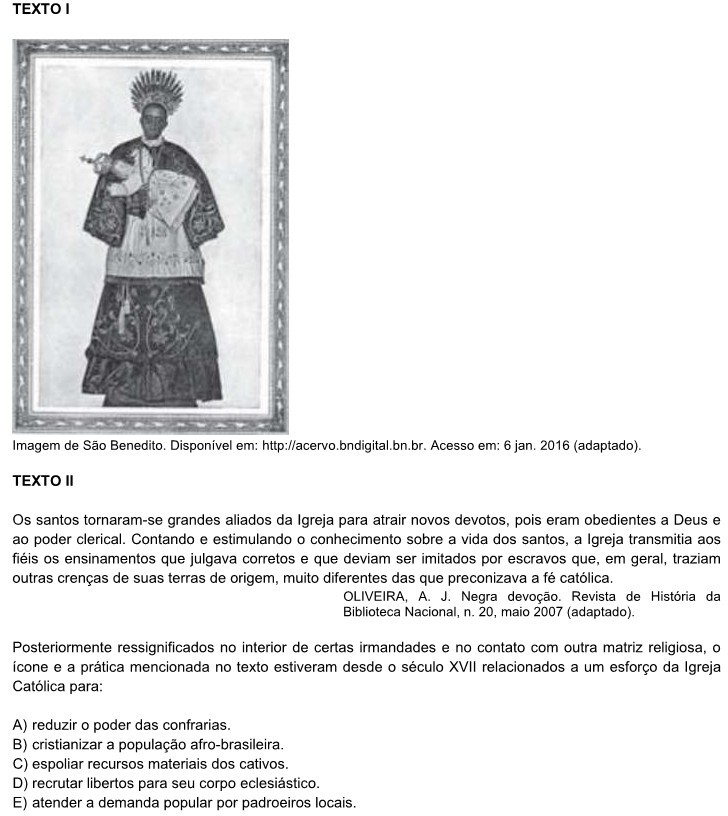 TEXTO I
Imagem de São Benedito. Disponível em: http://acervo.bndigital.bn.br. Acesso em: 6 jan. 2016 (adaptado).
TEXTO II
Os santos tornaram-se grandes aliados da Igreja para atrair novos devotos, pois eram obedientes a Deus e
ao poder clerical. Contando e estimulando o conhecimento sobre a vida dos santos, a Igreja transmitia aos
fiéis os ensinamentos que julgava corretos e que deviam ser imitados por escravos que, em geral, traziam
outras crenças de suas terras de origem, muito diferentes das que preconizava a fé católica.
OLIVEIRA, A. J. Negra devoção. Revista de História da
Biblioteca Nacional, n. 20, maio 2007 (adaptado).
Posteriormente ressignificados no interior de certas irmandades e no contato com outra matriz religiosa, o
ícone e a prática mencionada no texto estiveram desde o século XVII relacionados a um esforço da Igreja
Católica para:
A) reduzir o poder das confrarias.
B) cristianizar a população afro-brasileira.
C) espoliar recursos materiais dos cativos.
D) recrutar libertos para seu corpo eclesiástico.
E) atender a demanda popular por padroeiros locais.